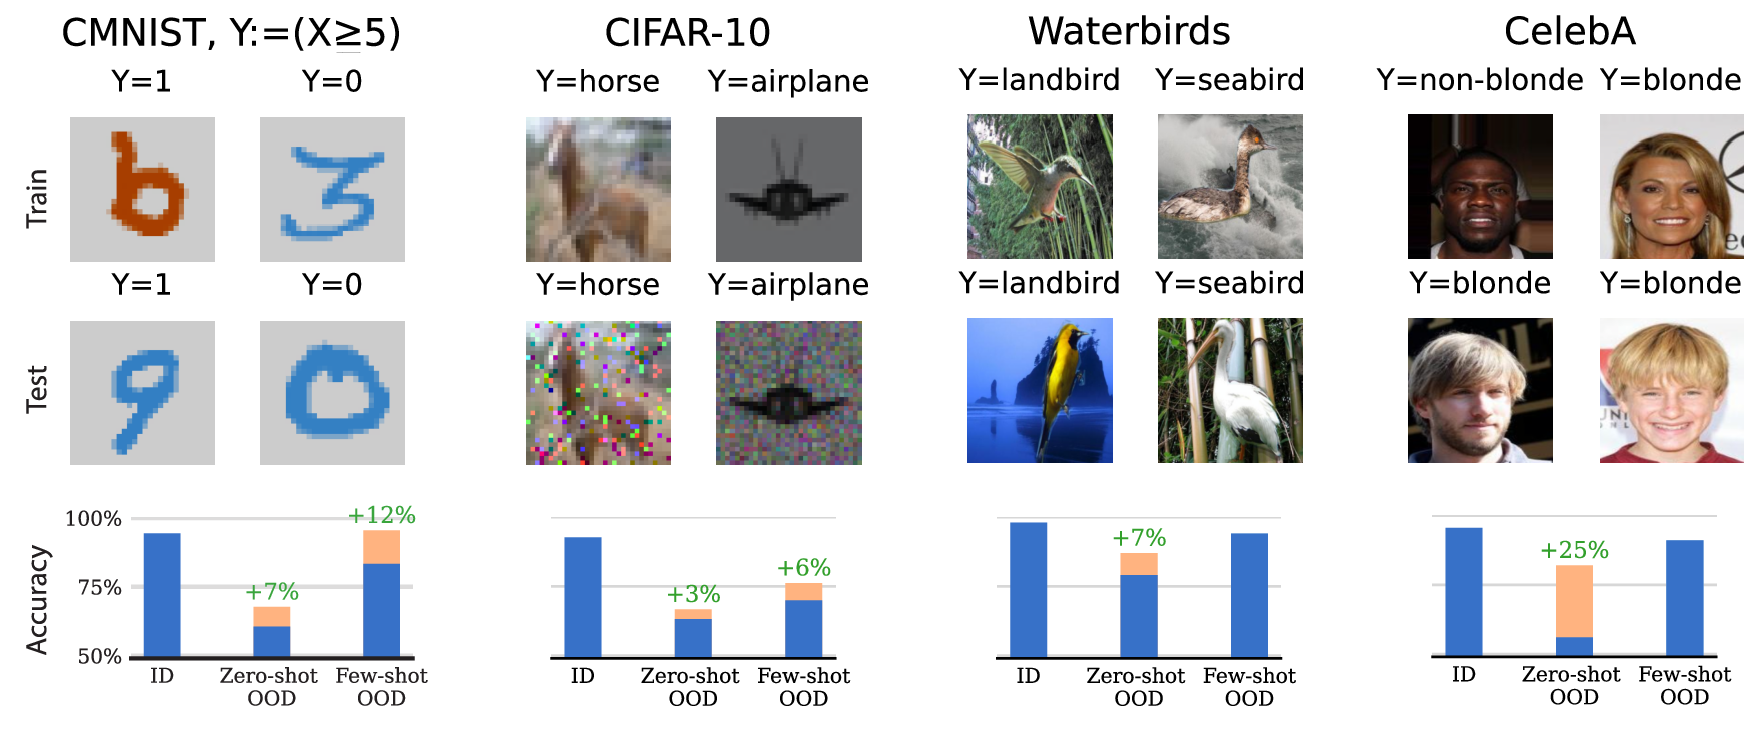 CMNIST, Y:=(X≥5)
CIFAR-10
Waterbirds
CelebA
Y=1
Y=0
Y=horse
Y=airplane
Y=landbird
Y=seabird
Y=non-blonde
Y=blonde
Train
Y=1
Y=0
Y=horse
Y=airplane
Y=landbird
Y=seabird
Y=blonde
Y=blonde
Test
Accuracy
100%
75%
50%
+7%
+12%
ID
Zero-shot
OOD
Few-shot
OOD
+3%
+6%
ID
Zero-shot
OOD
Few-shot
OOD
+7%
ID
Zero-shot
OOD
Few-shot
OOD
+25%
ID
Zero-shot
OOD
Few-shot
OOD